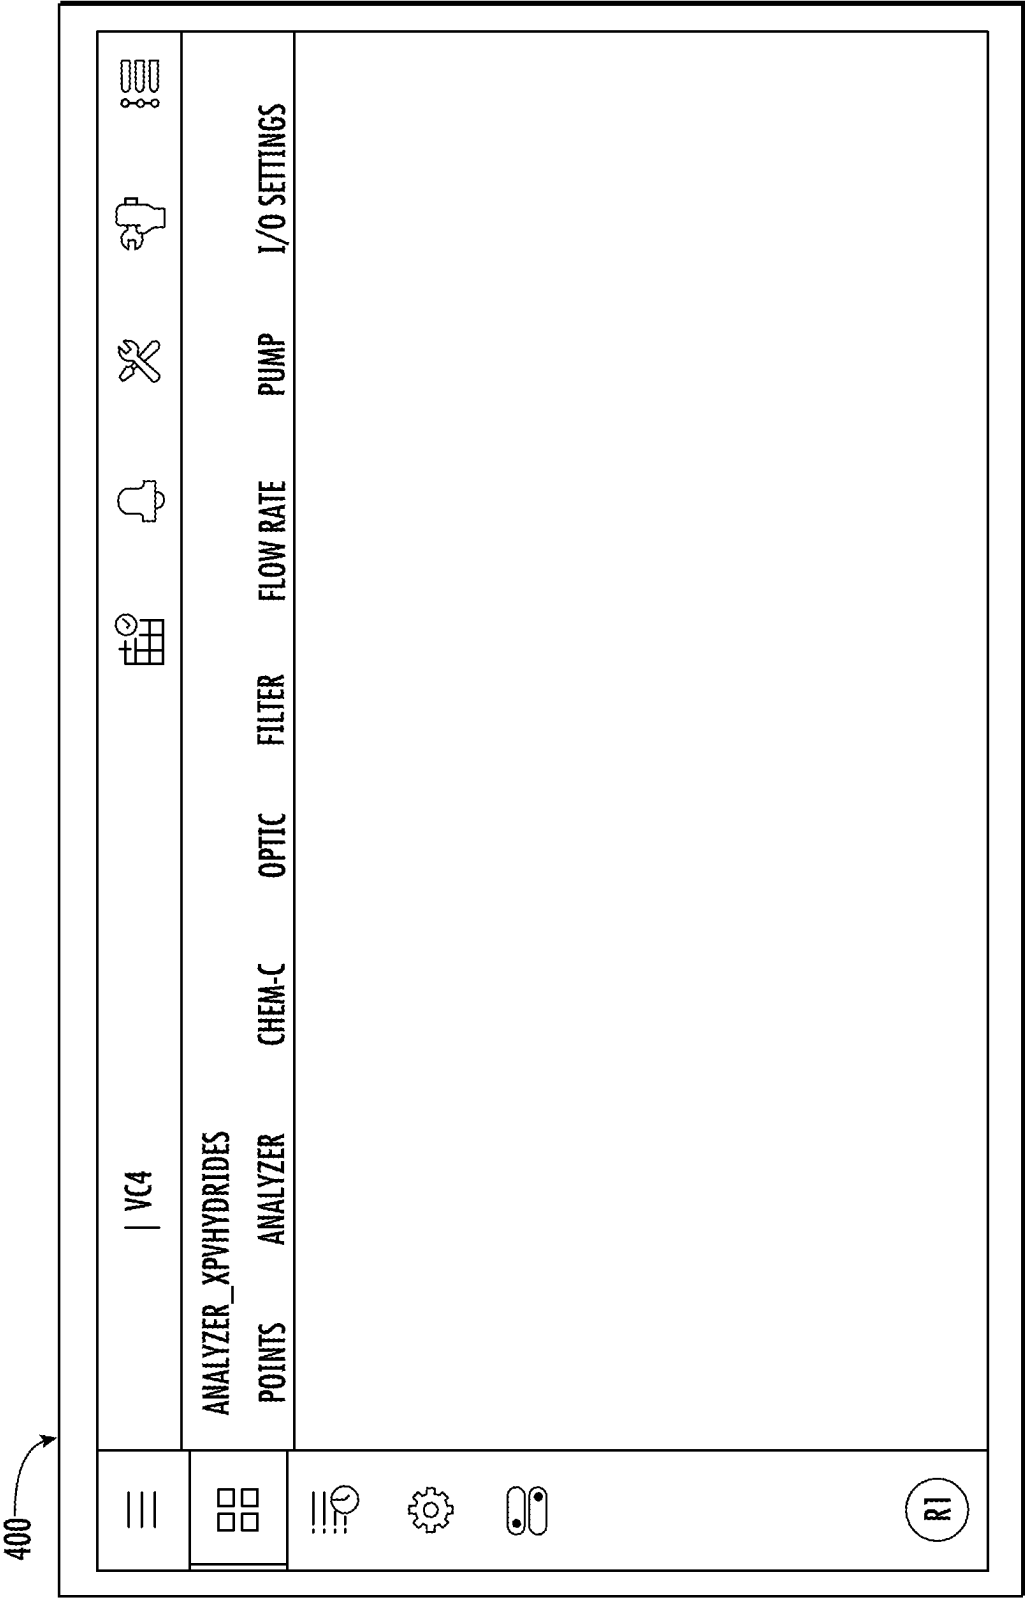 400
| VC4
ANALYZER_XPVHYDRIDES
POINTS ANALYZER CHEM-C OPTIC FILTER FLOW RATE PUMP I/O SETTINGS
R1